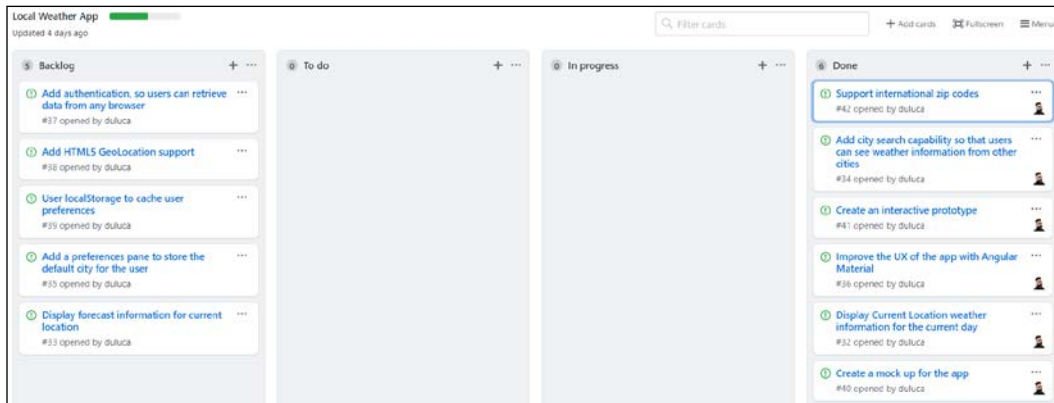 Local Weather App
Updated 4 days ago
Filter cards
+ Add cards
Fullscreen
Menu
5 Backlog + ...
Add authentication, so users can retrieve ...
data from any browser
#37 opened by duluca
Add HTML5 GeoLocation support ...
#38 opened by duluca
User localStorage to cache user ...
preferences
#39 opened by duluca
Add a preferences pane to store the ...
default city for the user
#35 opened by duluca
Display forecast information for current ...
location
#33 opened by duluca
0 To do + ...
0 In progress + ...
6 Done + ...
Support international zip codes ...
#42 opened by duluca
Add city search capability so that users ...
can see weather information from other
cities
#34 opened by duluca
Create an interactive prototype ...
#41 opened by duluca
Improve the UX of the app with Angular ...
Material
#36 opened by duluca
Display Current Location weather ...
information for the current day
#32 opened by duluca
Create a mock up for the app ...
#40 opened by duluca